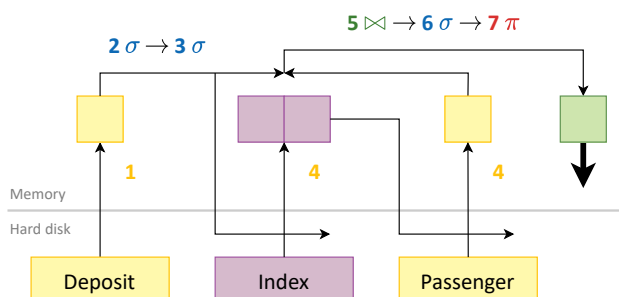 5 ⋈ → 6 σ → 7 π
2 σ → 3 σ
1
4
4
Memory
Hard disk
Deposit
Index
Passenger